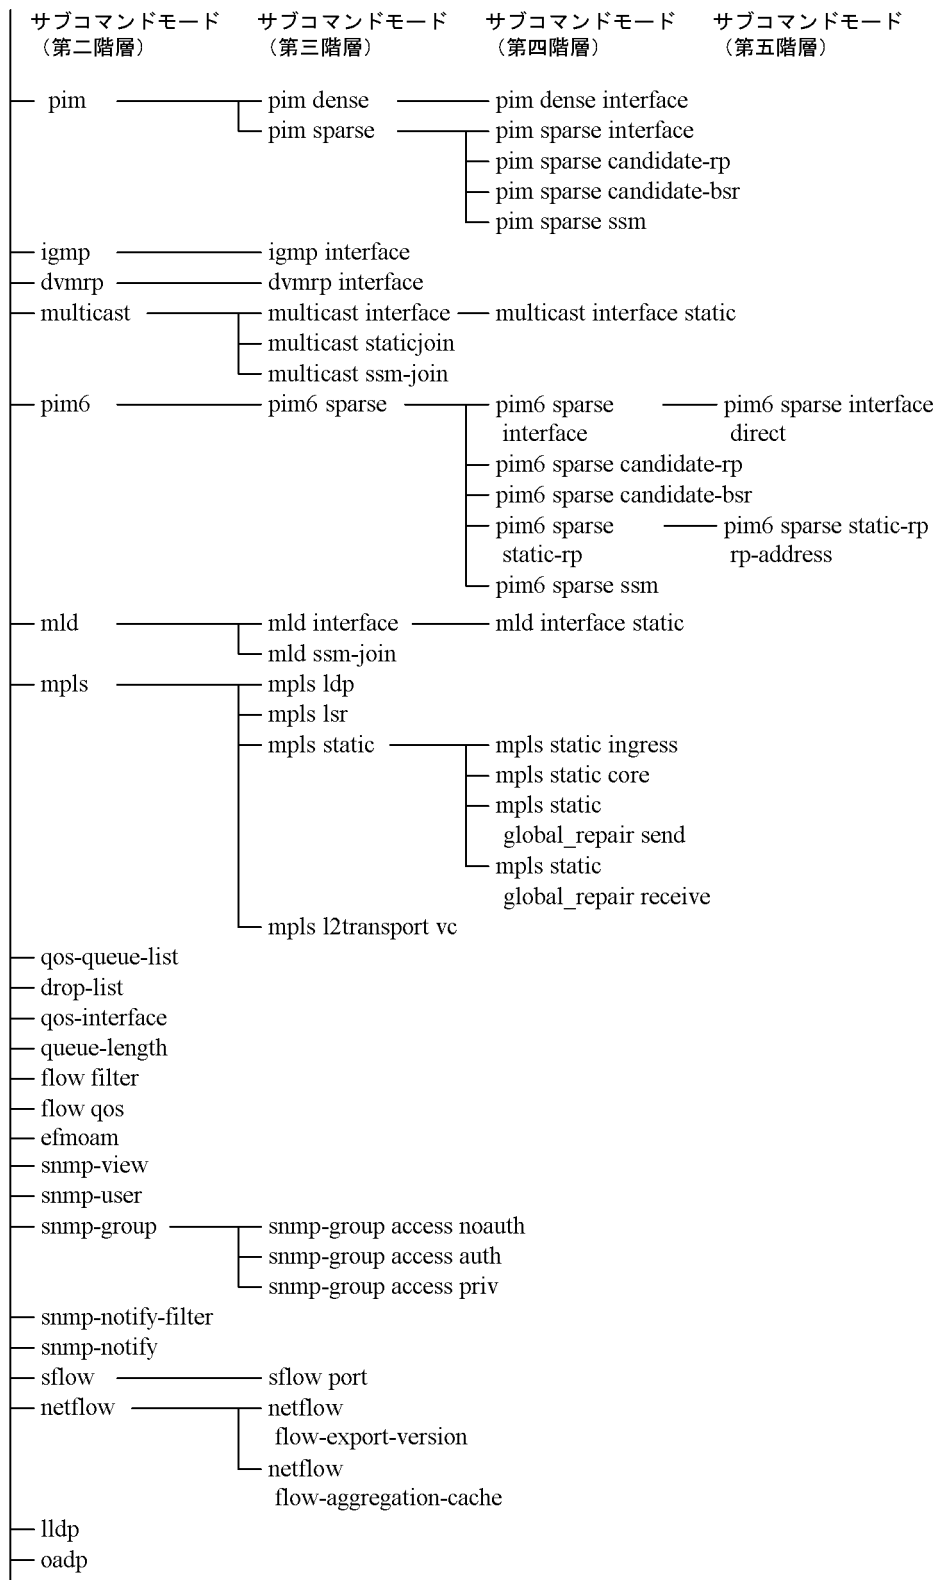 サブコマンドモード サブコマンドモード サブコマンドモード サブコマンドモード
（第二階層） （第三階層） （第四階層） （第五階層）
pim pim dense pim dense interface
pim sparse pim sparse interface
pim sparse candidate-rp
pim sparse candidate-bsr
pim sparse ssm
igmp igmp interface
dvmrp dvmrp interface
multicast multicast interface multicast interface static
multicast staticjoin
multicast ssm-join
pim6 pim6 sparse pim6 sparse pim6 sparse interface
interface direct
pim6 sparse candidate-rp
pim6 sparse candidate-bsr
pim6 sparse pim6 sparse static-rp
static-rp rp-address
pim6 sparse ssm
mld mld interface mld interface static
mld ssm-join
mpls mpls ldp
mpls lsr
mpls static mpls static ingress
mpls static core
mpls static
global_repair send
mpls static
global_repair receive
mpls l2transport vc
qos-queue-list
drop-list
qos-interface
queue-length
flow filter
flow qos
efmoam
snmp-view
snmp-user
snmp-group snmp-group access noauth
snmp-group access auth
snmp-group access priv
snmp-notify-filter
snmp-notify
sflow sflow port
netflow netflow
flow-export-version
netflow
flow-aggregation-cache
lldp
oadp